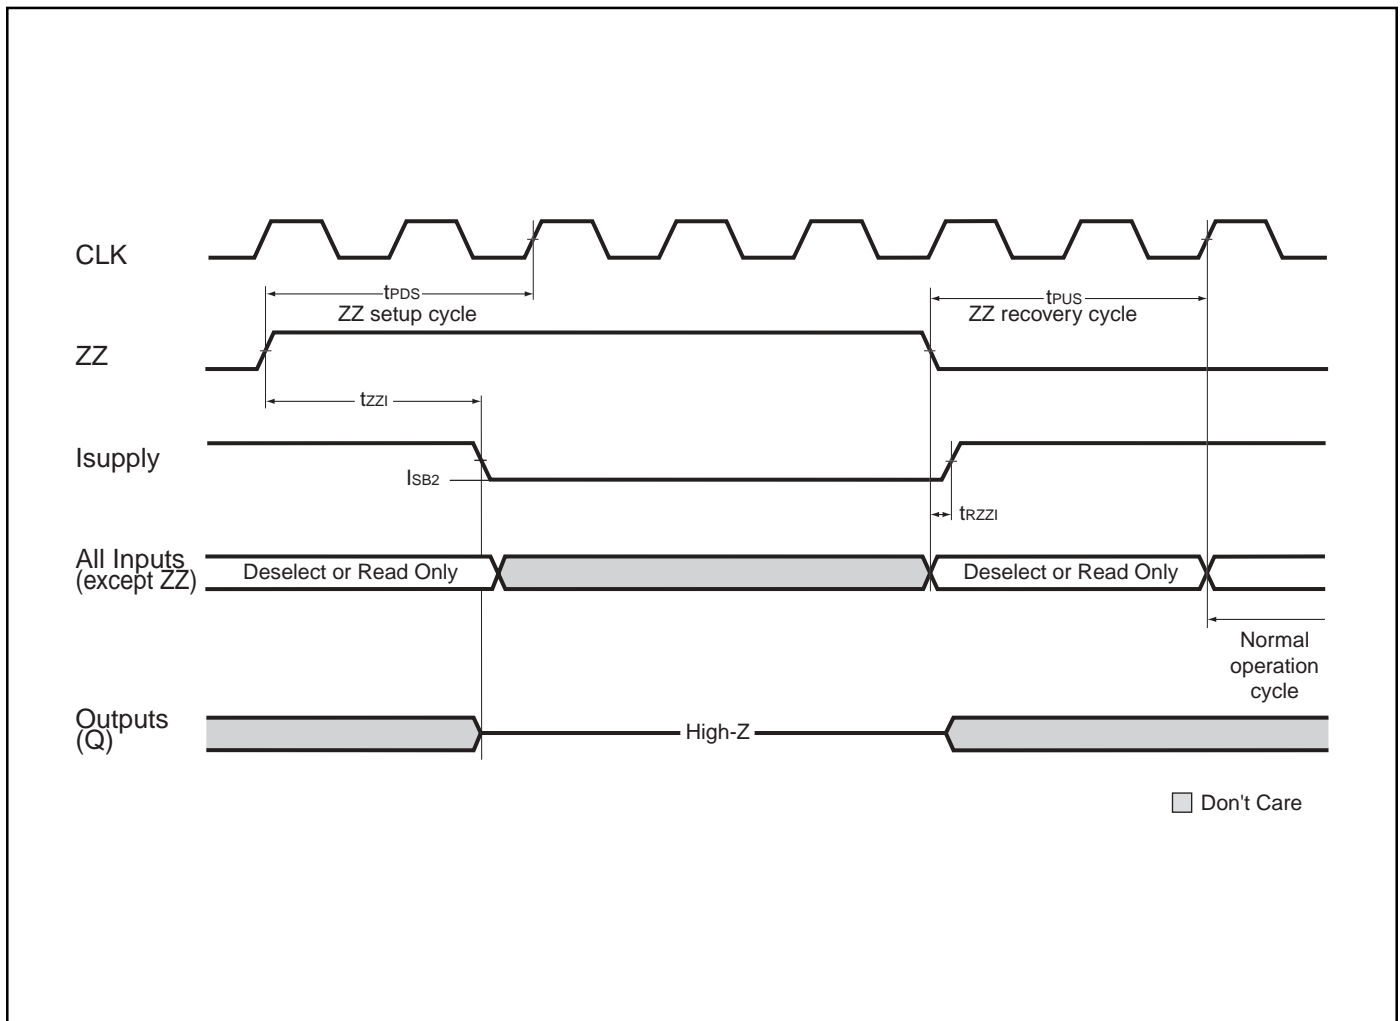 CLK
tPDS
ZZ setup cycle
tPUS
ZZ recovery cycle
ZZ
tZZI
Isupply
ISB2
tRZZI
All Inputs
(except ZZ)
Deselect or Read Only
Deselect or Read Only
Normal
operation
cycle
Outputs
(Q)
High-Z
Don't Care